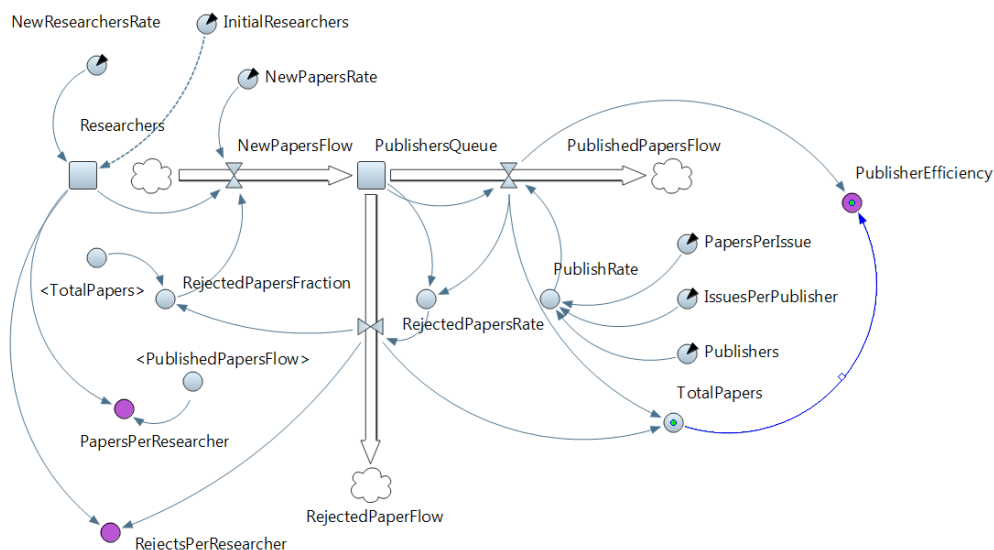 NewResearchersRate
InitialResearchers
NewPapersRate
Researchers
NewPapersFlow
PublishersQueue
PublishedPapersFlow
PublisherEfficiency
PapersPerIssue
<TotalPapers>
RejectedPapersFraction
PublishRate
IssuesPerPublisher
RejectedPapersRate
<PublishedPapersFlow>
Publishers
TotalPapers
PapersPerResearcher
RejectedPaperFlow
RejectsPerResearcher